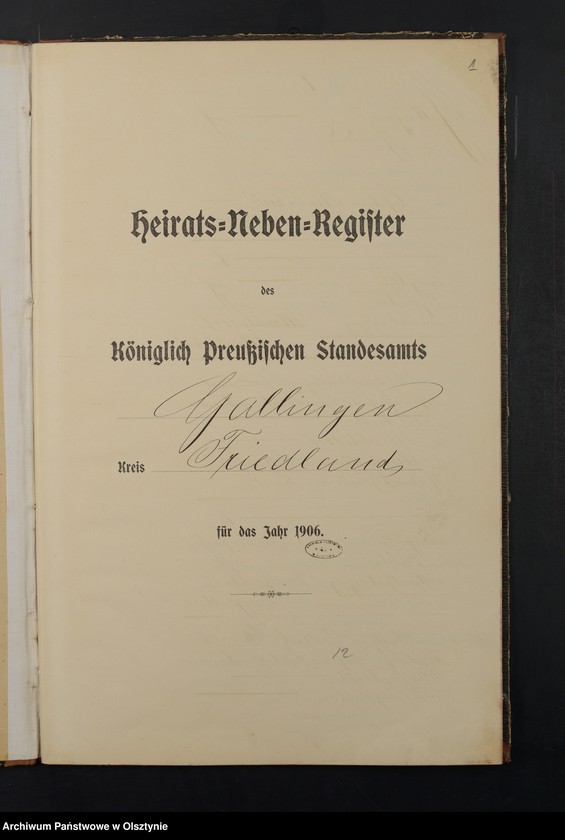 1
Heirats=Neben=Register
des
Königlich Preußischen Standesamts
Gallingen
Kreis Friedland
für das Jahr 1906.
12
Archiwum Państwowe w Olsztynie